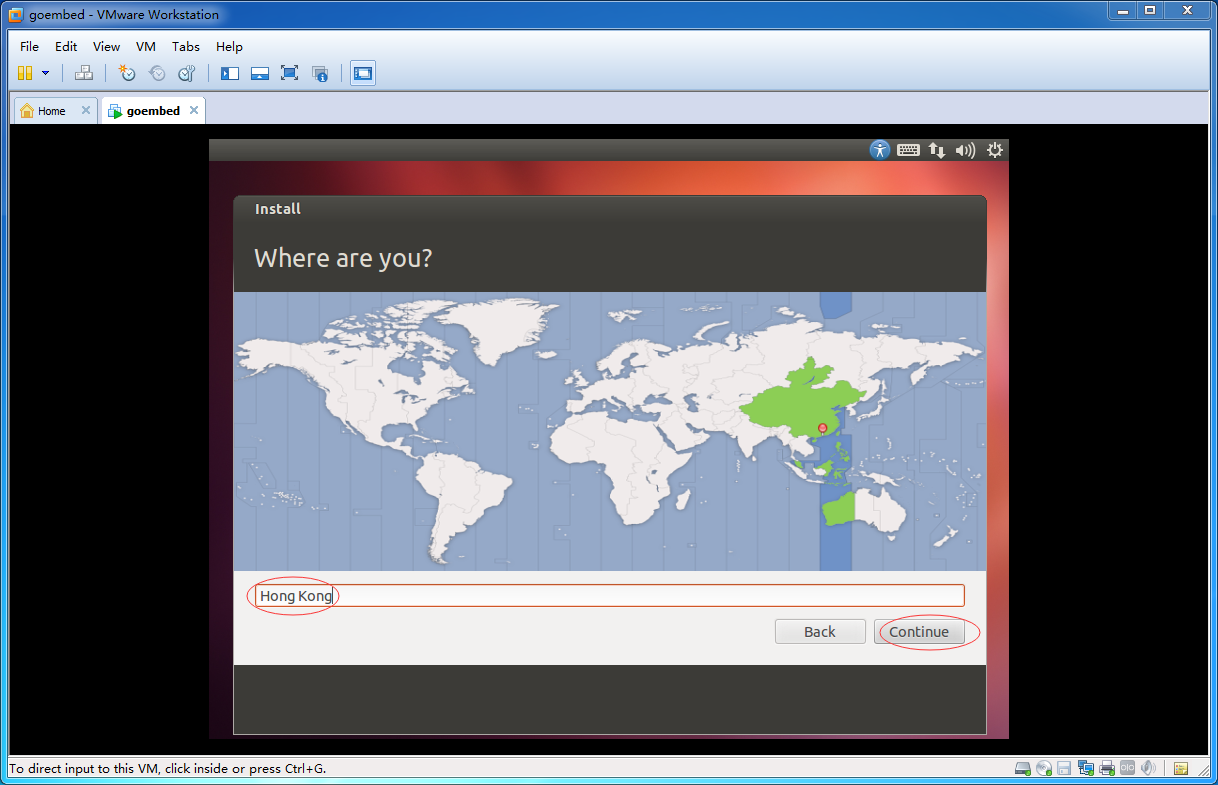 goembed - VMware Workstation
File Edit View VM Tabs Help
Home goembed
Install
Where are you?
Hong Kong
Back Continue
To direct input to this VM, click inside or press Ctrl+G.